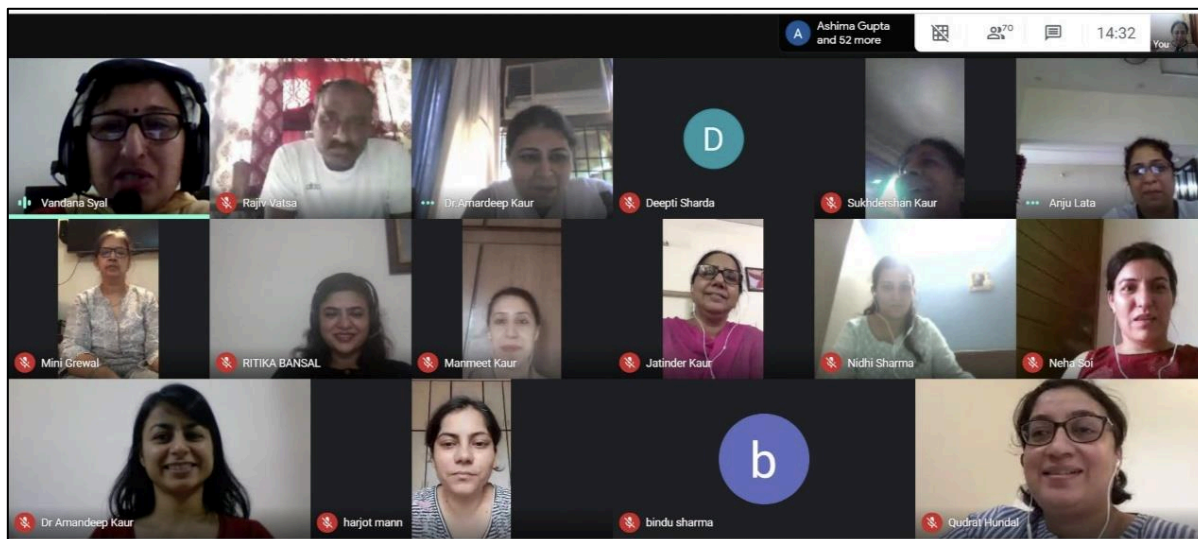 A
Ashima Gupta
and 52 more
70
14:32
You
Vandana Syal
Rajiv Vatsa
Dr.Amardeep Kaur
D
Deepti Sharda
Sukhdershan Kaur
Anju Lata
Mini Grewal
RITIKA BANSAL
Manmeet Kaur
Jatinder Kaur
Nidhi Sharma
Neha Soi
Dr Amandeep Kaur
harjot mann
b
bindu sharma
Qudrat Hundal